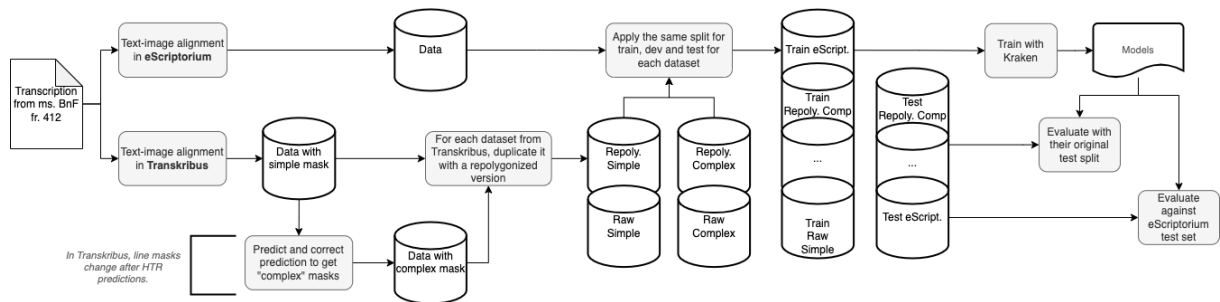 Transcription
from ms. BnF
fr. 412
Text-image alignment
in eScriptorium
Data
Apply the same split for
train, dev and test for
each dataset
Train eScript.
Train
Repoly. Comp
...
Train
Raw
Simple
Train with
Kraken
Models
Test
Repoly. Comp
...
Test eScript.
Evaluate with
their original
test split
Evaluate
against
eScriptorium
test set
Text-image alignment
in Transkribus
Data with
simple mask
For each dataset from
Transkribus, duplicate it
with a repolygonized
version
Repoly.
Simple
Repoly.
Complex
Raw
Simple
Raw
Complex
In Transkribus, line masks
change after HTR
predictions.
Predict and correct
prediction to get
"complex" masks
Data with
complex mask